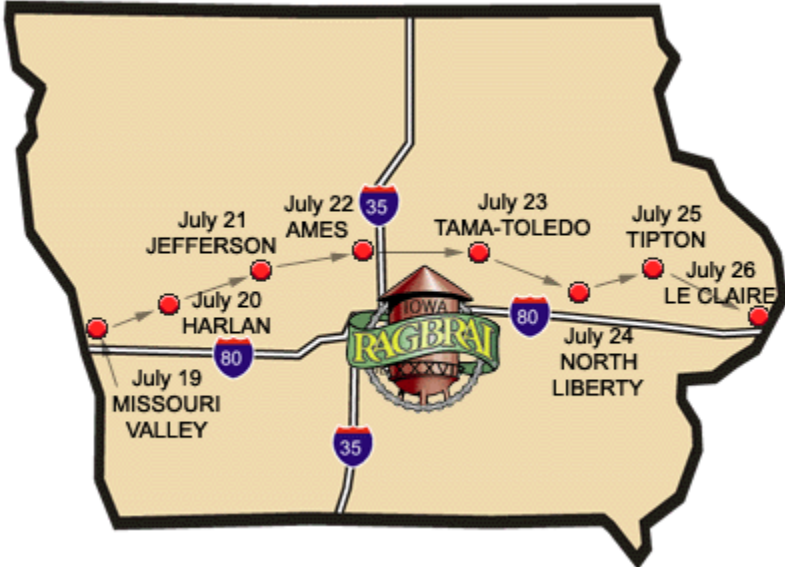 July 22
AMES
35
July 23
TAMA-TOLEDO
July 21
JEFFERSON
July 25
TIPTON
July 26
LE CLAIRE
July 20
HARLAN
IOWA
RAGBRAI
80
80
July 19
MISSOURI
VALLEY
July 24
NORTH
LIBERTY
35